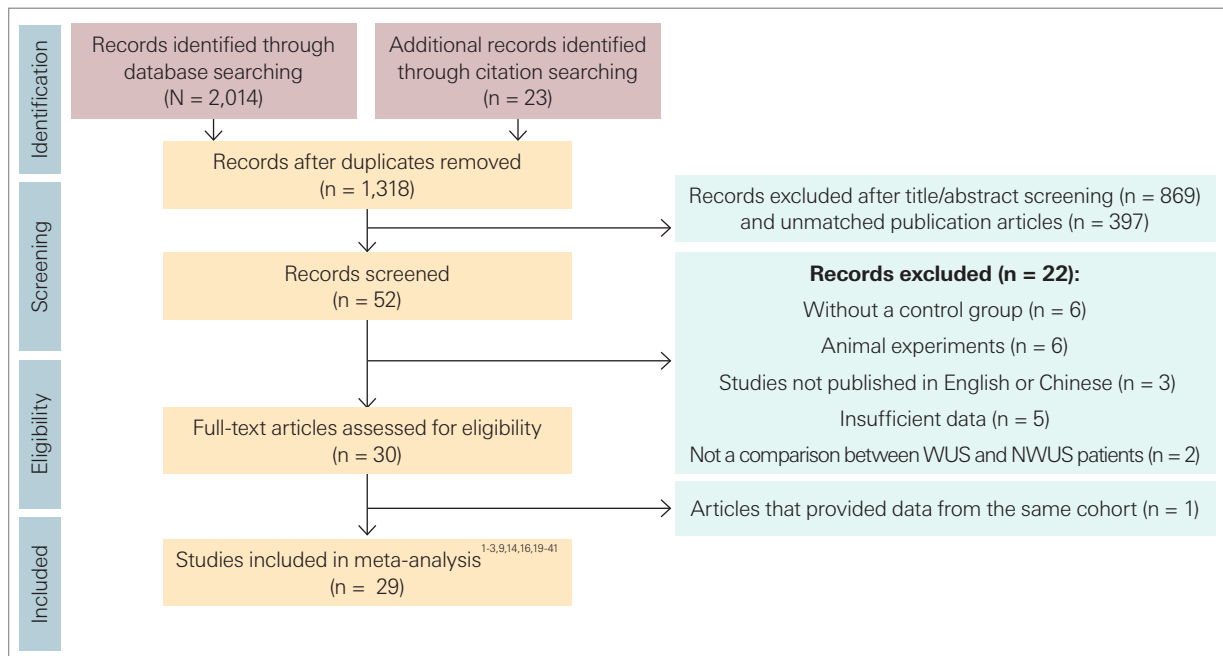 Identification
Records identified through
database searching
(N = 2,014)
Additional records identified
through citation searching
(n = 23)
Records after duplicates removed
(n = 1,318)
Screening
Records excluded after title/abstract screening (n = 869)
and unmatched publication articles (n = 397)
Records screened
(n = 52)
Records excluded (n = 22):
Without a control group (n = 6)
Animal experiments (n = 6)
Studies not published in English or Chinese (n = 3)
Insufficient data (n = 5)
Not a comparison between WUS and NWUS patients (n = 2)
Eligibility
Full-text articles assessed for eligibility
(n = 30)
Articles that provided data from the same cohort (n = 1)
Included
Studies included in meta-analysis1-3,9,14,16,19-41
(n = 29)